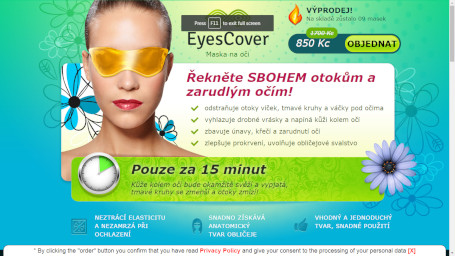 Press F11 to exit full screen
EyesCover
Maska na oči
VÝPRODEJ!
Na skladě zůstalo 09 masek
1700 Kč
850 Kč
OBJEDNAT
Řekněte SBOHEM otokům a
zarudlým očím!
odstraňuje otoky víček, tmavé kruhy a váčky pod očima
vyhlazuje drobné vrásky a napíná kůži kolem očí
zbavuje únavy, křečí a zarudnutí očí
zlepšuje prokrvení, uvolňuje obličejové svalstvo
Pouze za 15 minut
Kůže kolem očí bude okamžitě svěží a vypjatá,
tmavé kruhy se zmenší a otoky zmizí!
NEZTRÁCÍ ELASTICITU
A NEZAMRZÁ PŘI
OCHLAZENÍ
SNADNO ZÍSKÁVÁ
ANATOMICKÝ
TVAR OBLIČEJE
VHODNÝ A JEDNODUCHÝ
TVAR, SNADNÉ POUŽITÍ
* By clicking the "order" button you confirm that you have read Privacy Policy and give your consent to the processing of your personal data [X]